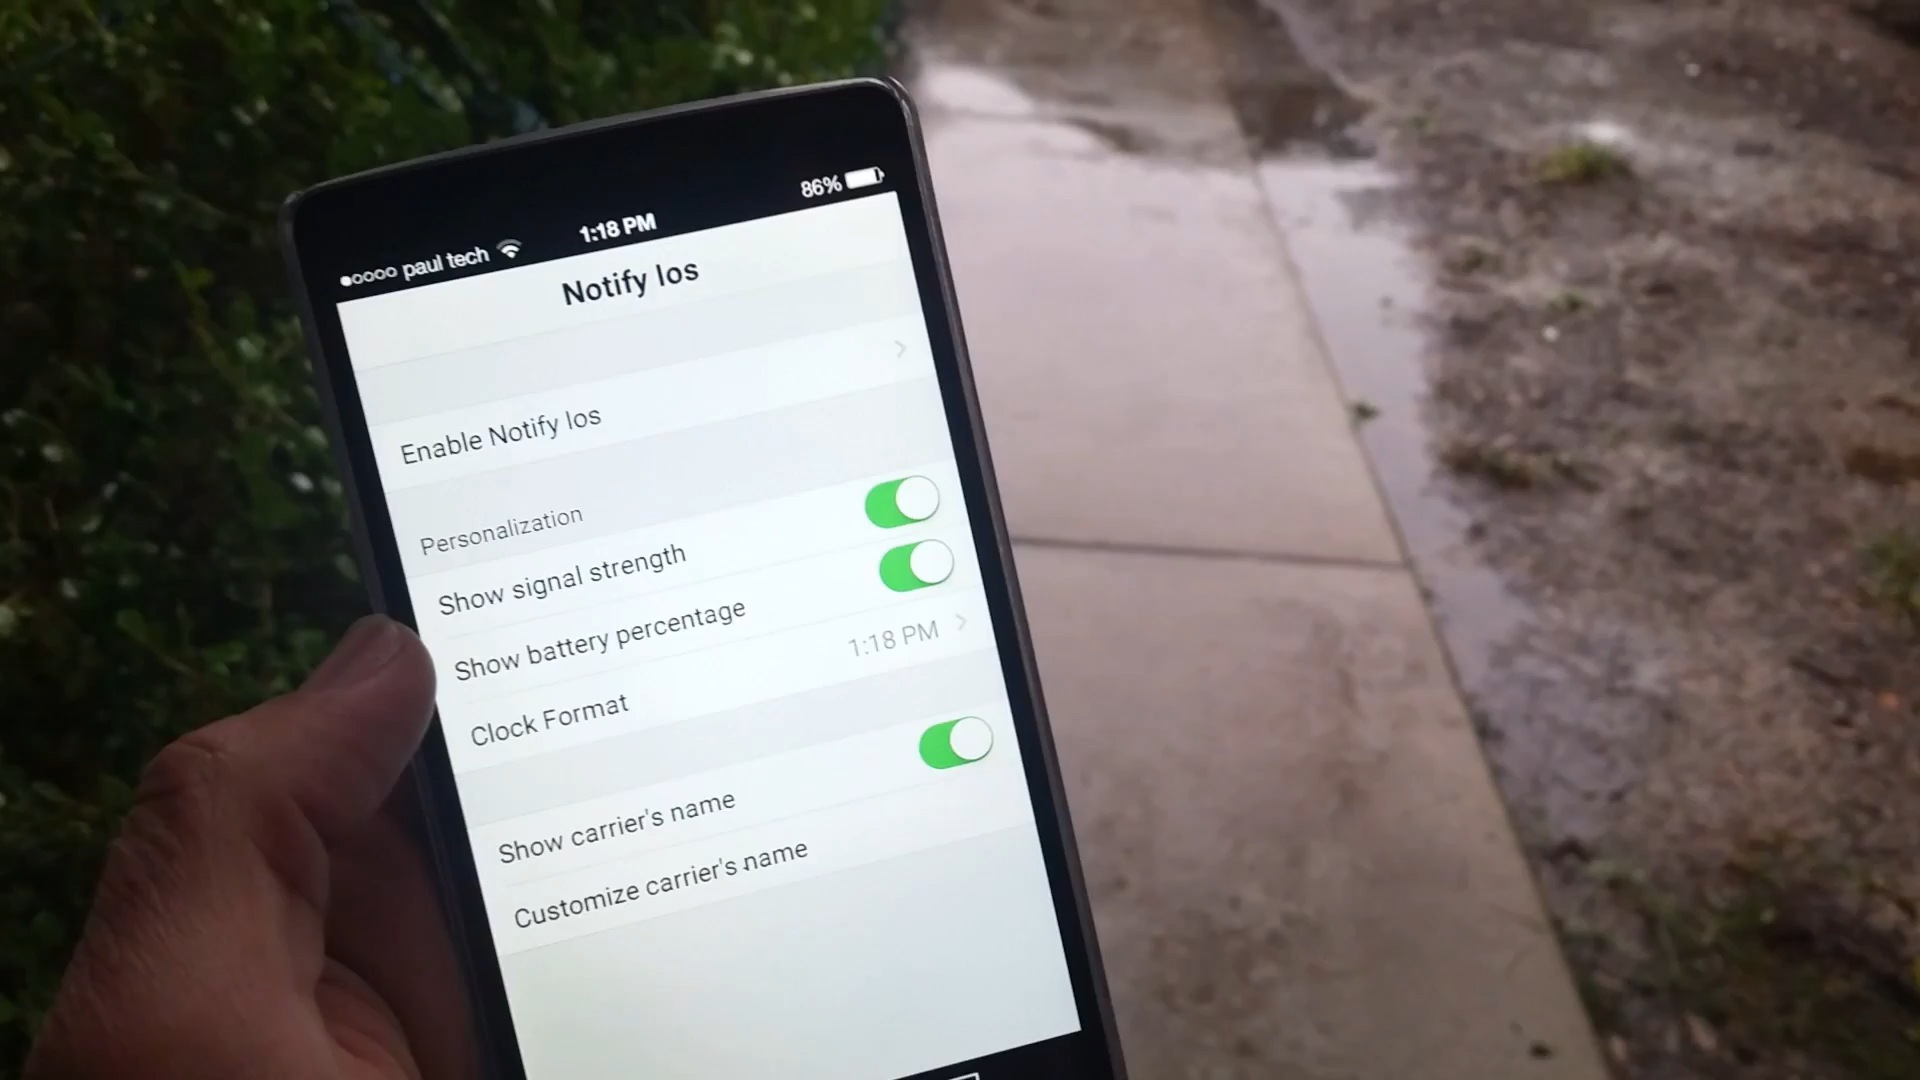 paul tech 1:18 PM 86%
Notify Ios
Enable Notify Ios
Personalization
Show signal strength
Show battery percentage
Clock Format 1:18 PM
Show carrier's name
Customize carrier's name